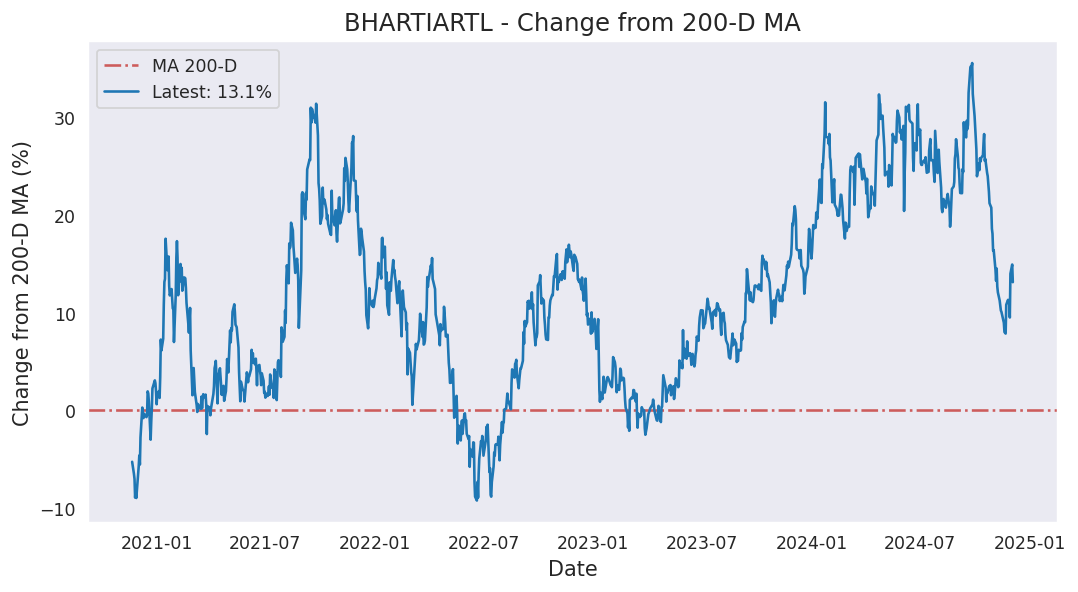 BHARTIARTL - Change from 200-D MA
MA 200-D
Latest: 13.1%
Change from 200-D MA (%)
30
20
10
0
−10
2021-01 2021-07 2022-01 2022-07 2023-01 2023-07 2024-01 2024-07 2025-01
Date